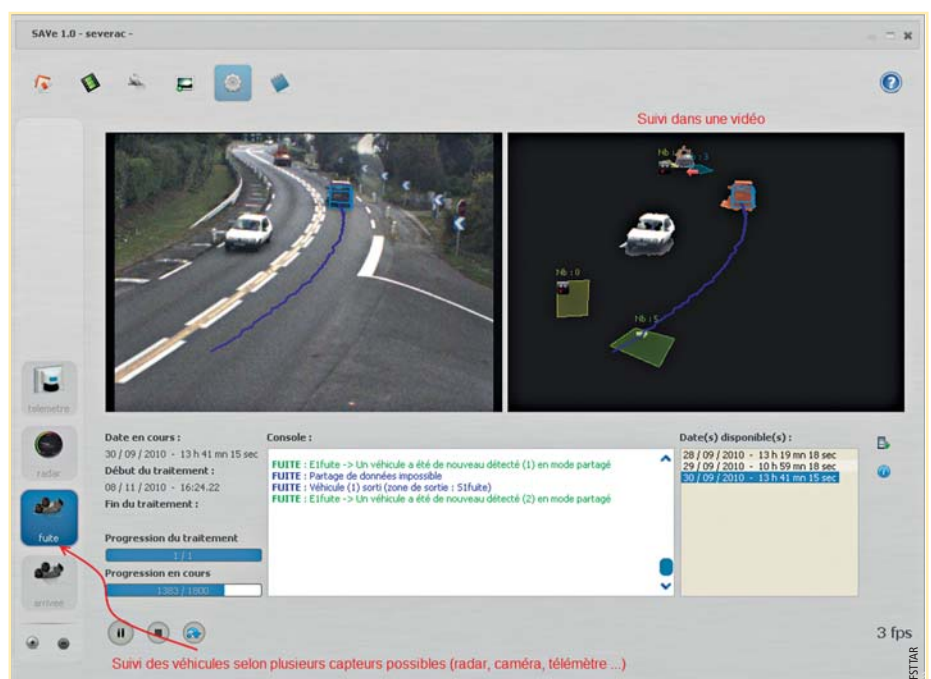 SAVe 1.0 - severac -
Suivi dans une vidéo
Nb : 3
Nb : 0
Nb : 5
telemetre
radar
fuite
arrivee
Date en cours :
30 / 09 / 2010 - 13 h 41 mn 15 sec
Début du traitement :
08 / 11 / 2010 - 16:24.22
Fin du traitement :
Progression du traitement
1 / 1
Progression en cours
1383 / 1800
Console :
FUITE : E1fuite -> Un véhicule a été de nouveau détecté (1) en mode partagé
FUITE : Partage de données impossible
FUITE : Véhicule (1) sorti (zone de sortie : S1fuite)
FUITE : E1fuite -> Un véhicule a été de nouveau détecté (2) en mode partagé
Date(s) disponible(s) :
28 / 09 / 2010 - 13 h 19 mn 18 sec
29 / 09 / 2010 - 10 h 59 mn 18 sec
30 / 09 / 2010 - 13 h 41 mn 15 sec
3 fps
Suivi des véhicules selon plusieurs capteurs possibles (radar, caméra, télémètre ...)
FSTTAR